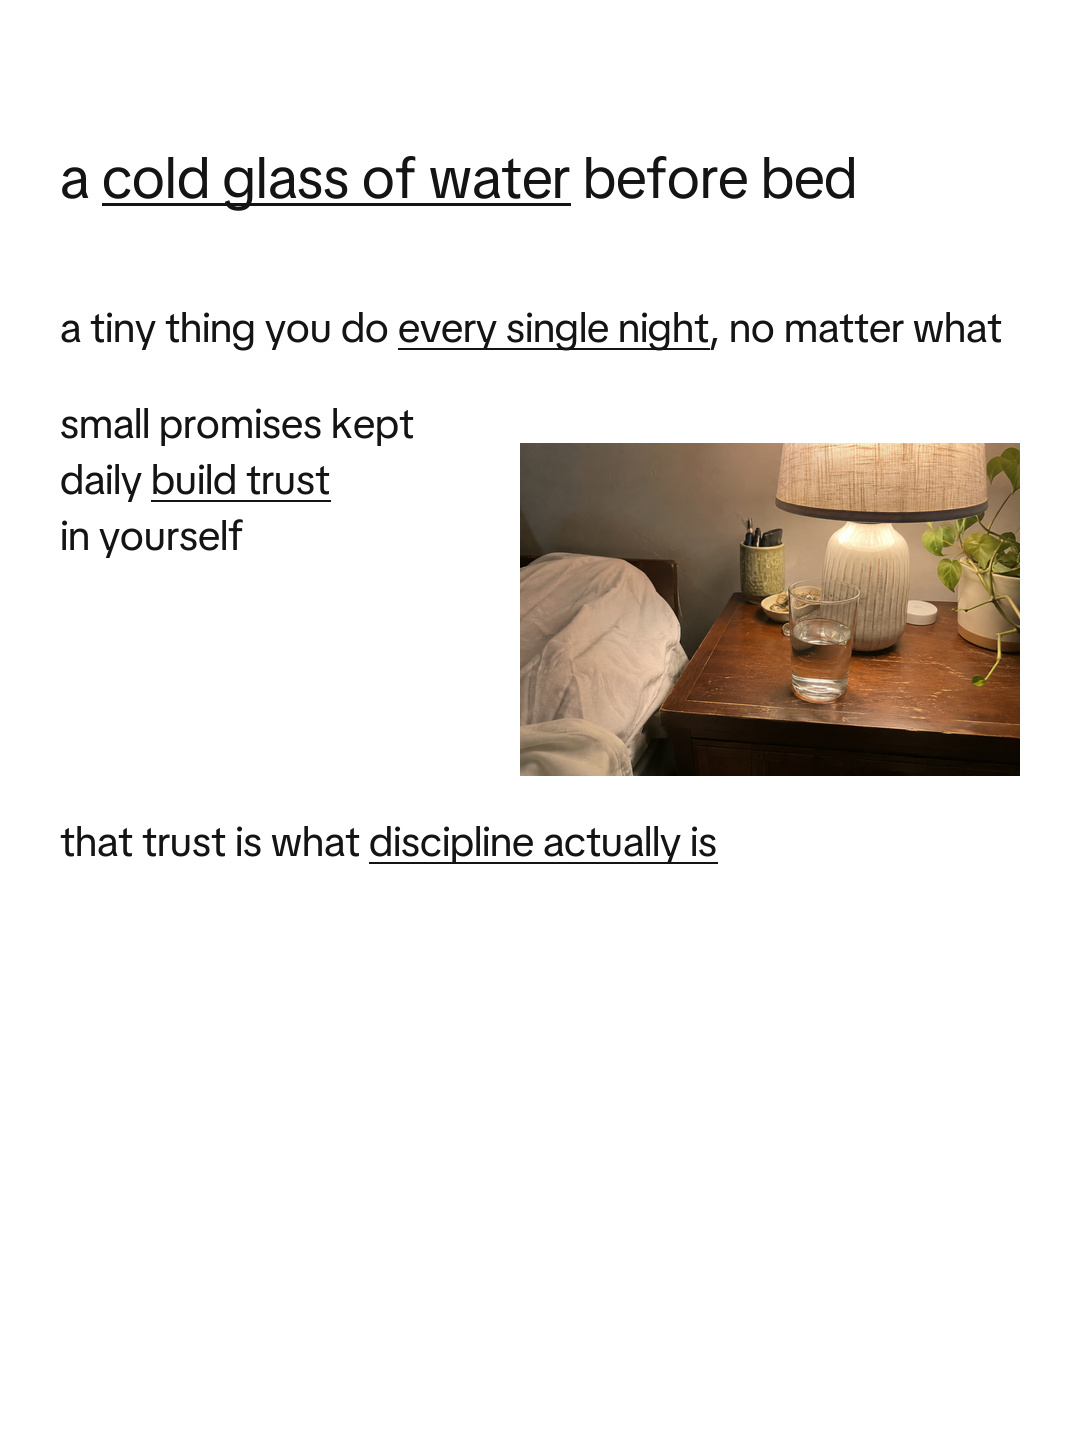 a cold glass of water before bed
a tiny thing you do every single night, no matter what
small promises kept
daily build trust
in yourself
that trust is what discipline actually is